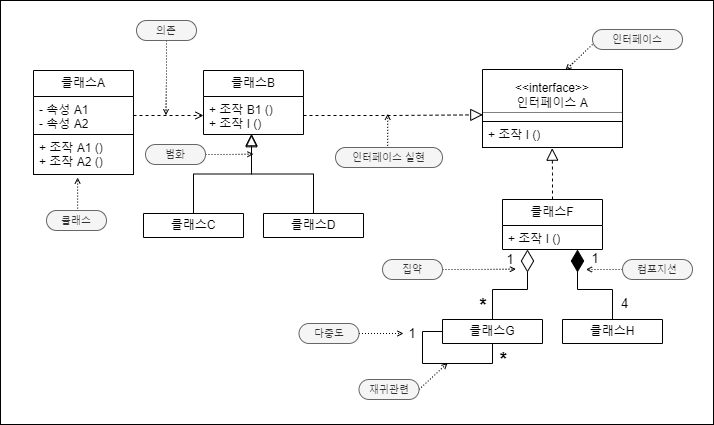 의존
인터페이스
클래스A
- 속성 A1
- 속성 A2
+ 조작 A1 ()
+ 조작 A2 ()
클래스B
+ 조작 B1 ()
+ 조작 I ()
<<interface>>
인터페이스 A
+ 조작 I ()
범화
인터페이스 실현
클래스
클래스C
클래스D
클래스F
+ 조작 I ()
1
1
집약
컴포지션
*
4
클래스G
클래스H
다중도
1
*
재귀관련